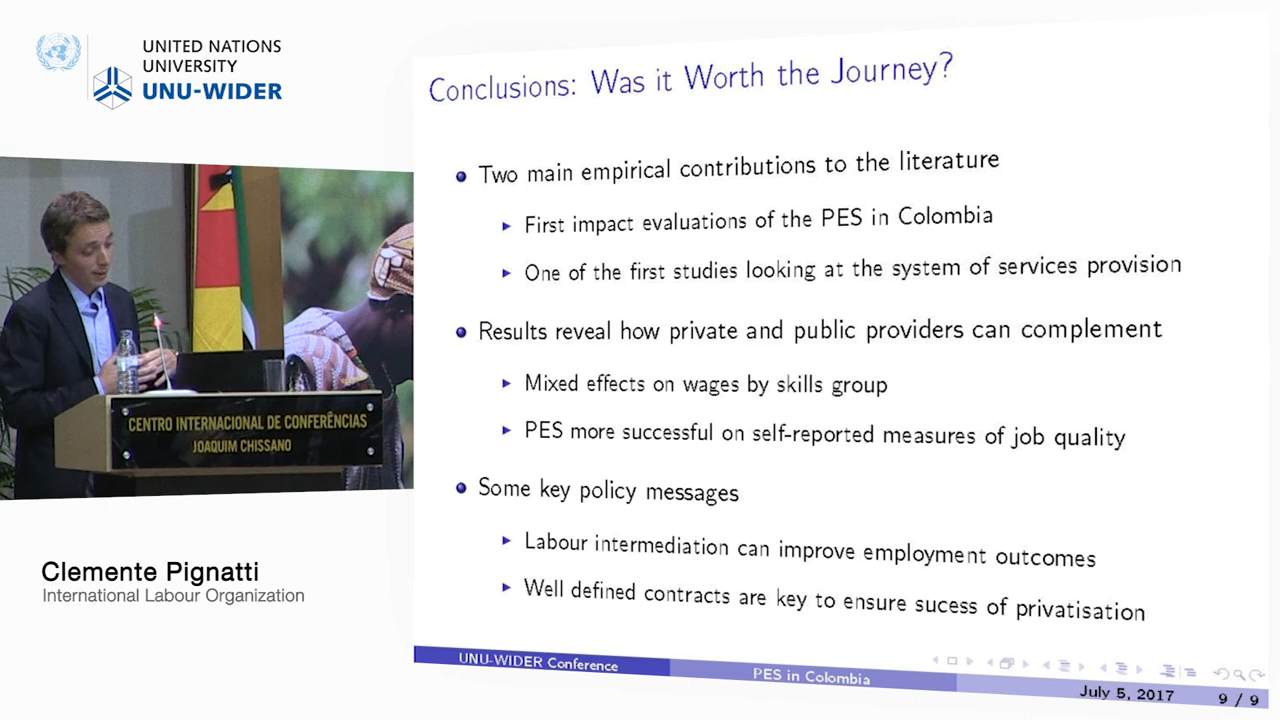 UNITED NATIONS
UNIVERSITY
UNU-WIDER
CENTRO INTERNACIONAL DE CONFERÊNCIAS
JOAQUIM CHISSANO
Clemente Pignatti
International Labour Organization
Conclusions: Was it Worth the Journey?
Two main empirical contributions to the literature
First impact evaluations of the PES in Colombia
One of the first studies looking at the system of services provision
Results reveal how private and public providers can complement
Mixed effects on wages by skills group
PES more successful on self-reported measures of job quality
Some key policy messages
Labour intermediation can improve employment outcomes
Well defined contracts are key to ensure sucess of privatisation
UNU-WIDER Conference
PES in Colombia
July 5, 2017
9 / 9